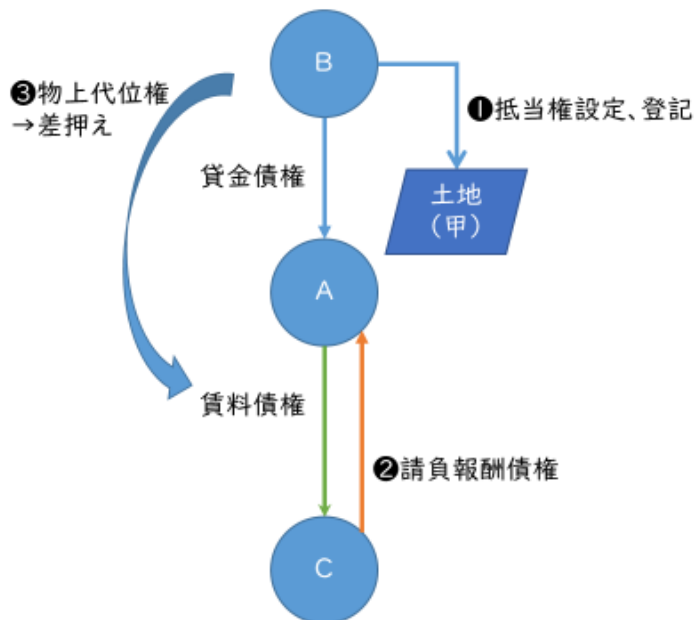 B
❸物上代位権
→差押え
❶抵当権設定、登記
貸金債権
土地
(甲)
A
賃料債権
❷請負報酬債権
C